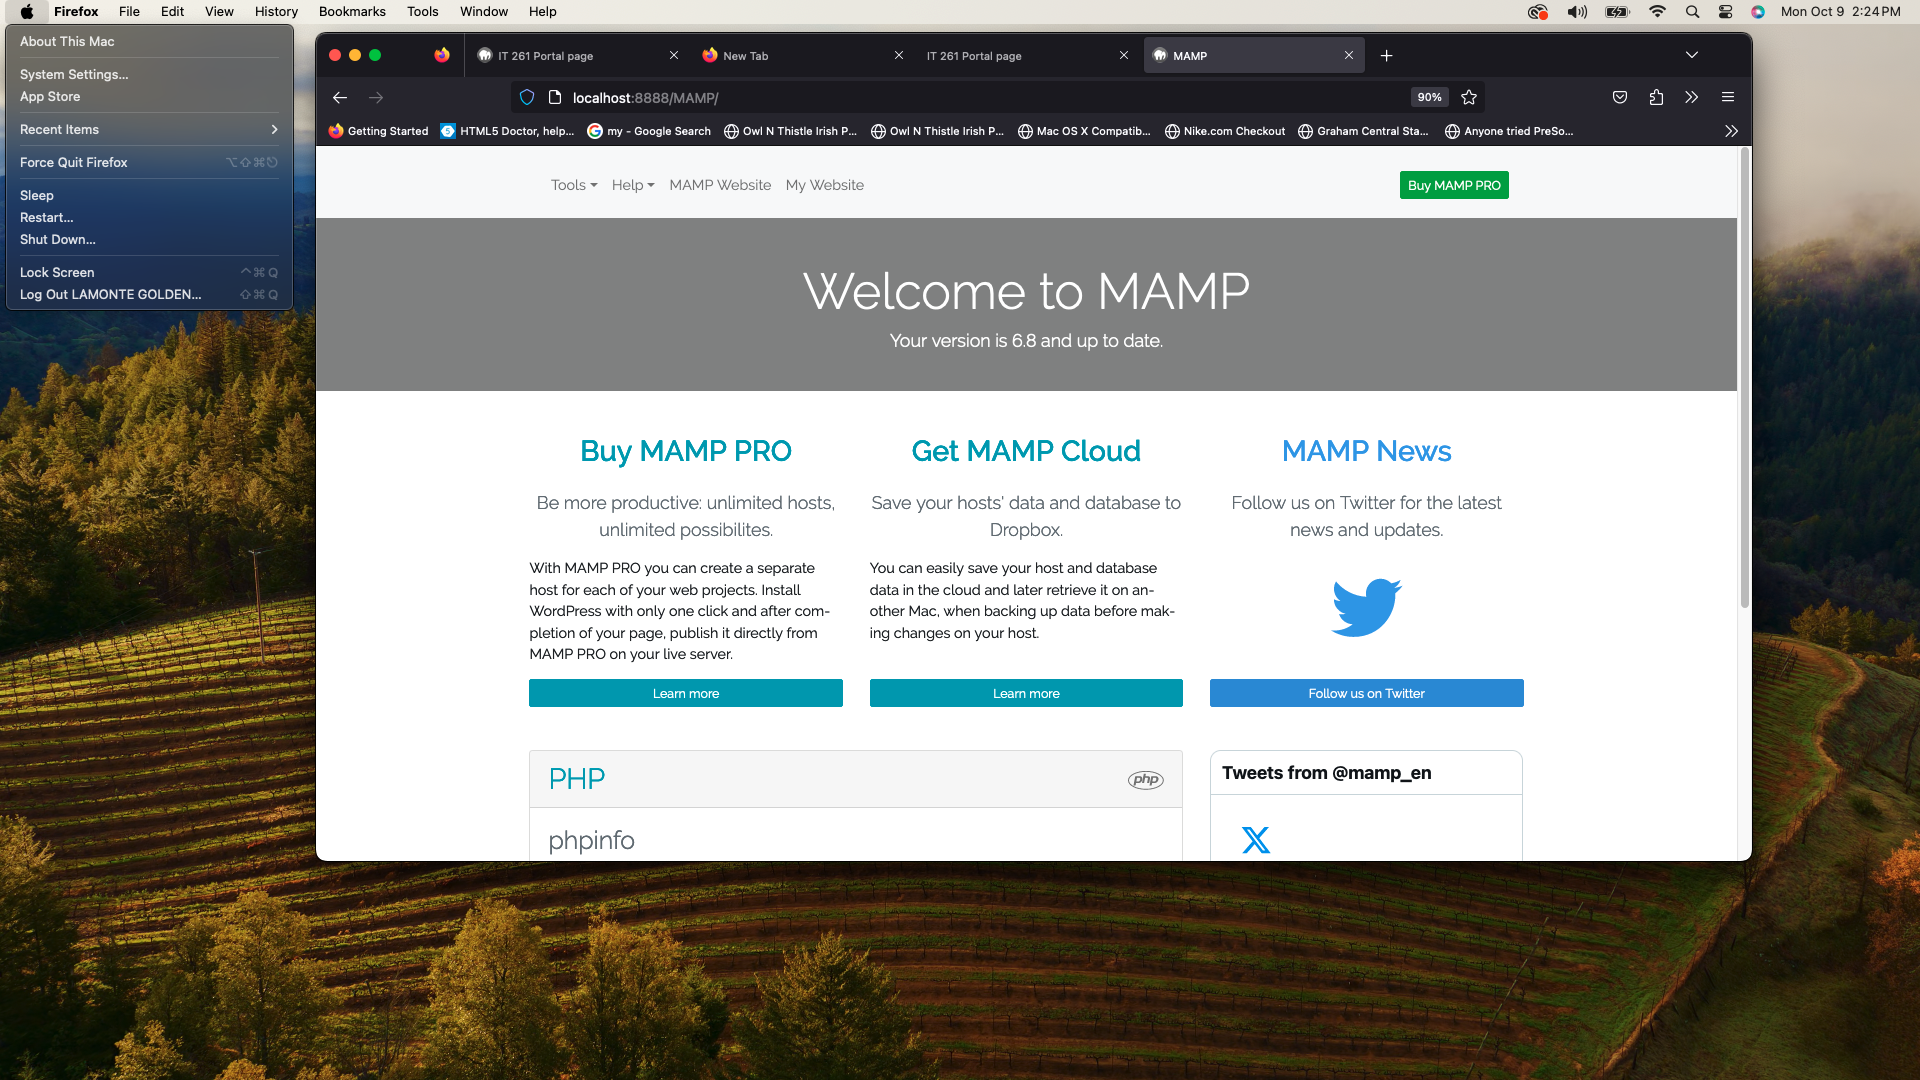 Firefox File Edit View History Bookmarks Tools Window Help
Mon Oct 9 2:24 PM
About This Mac
System Settings...
App Store
Recent Items
Force Quit Firefox ⌥⇧⌘⎋
Sleep
Restart...
Shut Down...
Lock Screen ^⌘Q
Log Out LAMONTE GOLDEN... ⇧⌘Q
IT 261 Portal page
New Tab
IT 261 Portal page
MAMP
localhost:8888/MAMP/
90%
Getting Started
HTML5 Doctor, help...
my - Google Search
Owl N Thistle Irish P...
Owl N Thistle Irish P...
Mac OS X Compatib...
Nike.com Checkout
Graham Central Sta...
Anyone tried PreSo...
Tools Help MAMP Website My Website
Buy MAMP PRO
Welcome to MAMP
Your version is 6.8 and up to date.
Buy MAMP PRO
Be more productive: unlimited hosts,
unlimited possibilites.
With MAMP PRO you can create a separate
host for each of your web projects. Install
WordPress with only one click and after com-
pletion of your page, publish it directly from
MAMP PRO on your live server.
Learn more
Get MAMP Cloud
Save your hosts' data and database to
Dropbox.
You can easily save your host and database
data in the cloud and later retrieve it on an-
other Mac, when backing up data before mak-
ing changes on your host.
Learn more
MAMP News
Follow us on Twitter for the latest
news and updates.
Follow us on Twitter
PHP
php
phpinfo
Tweets from @mamp_en